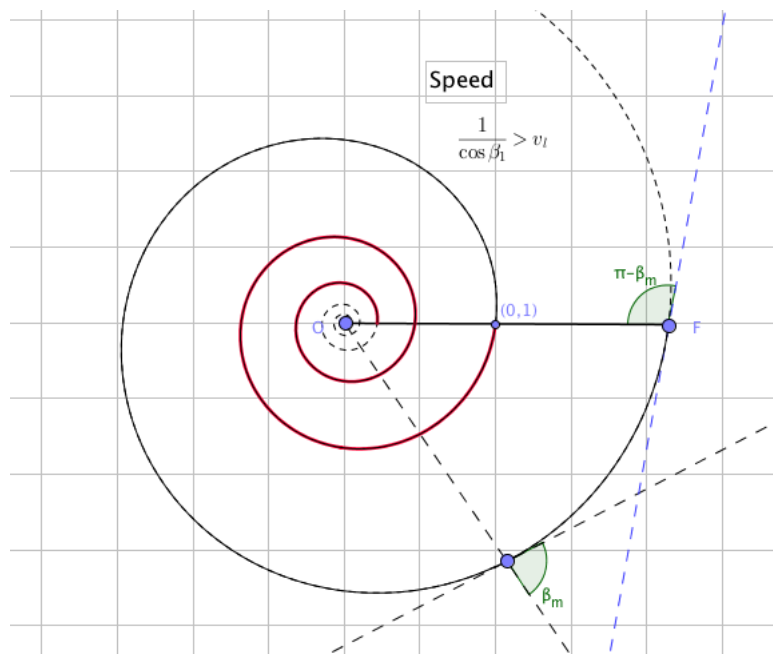 Speed
1/cos β₁ > vₗ
π-βₘ
(0,1)
O
F
βₘ